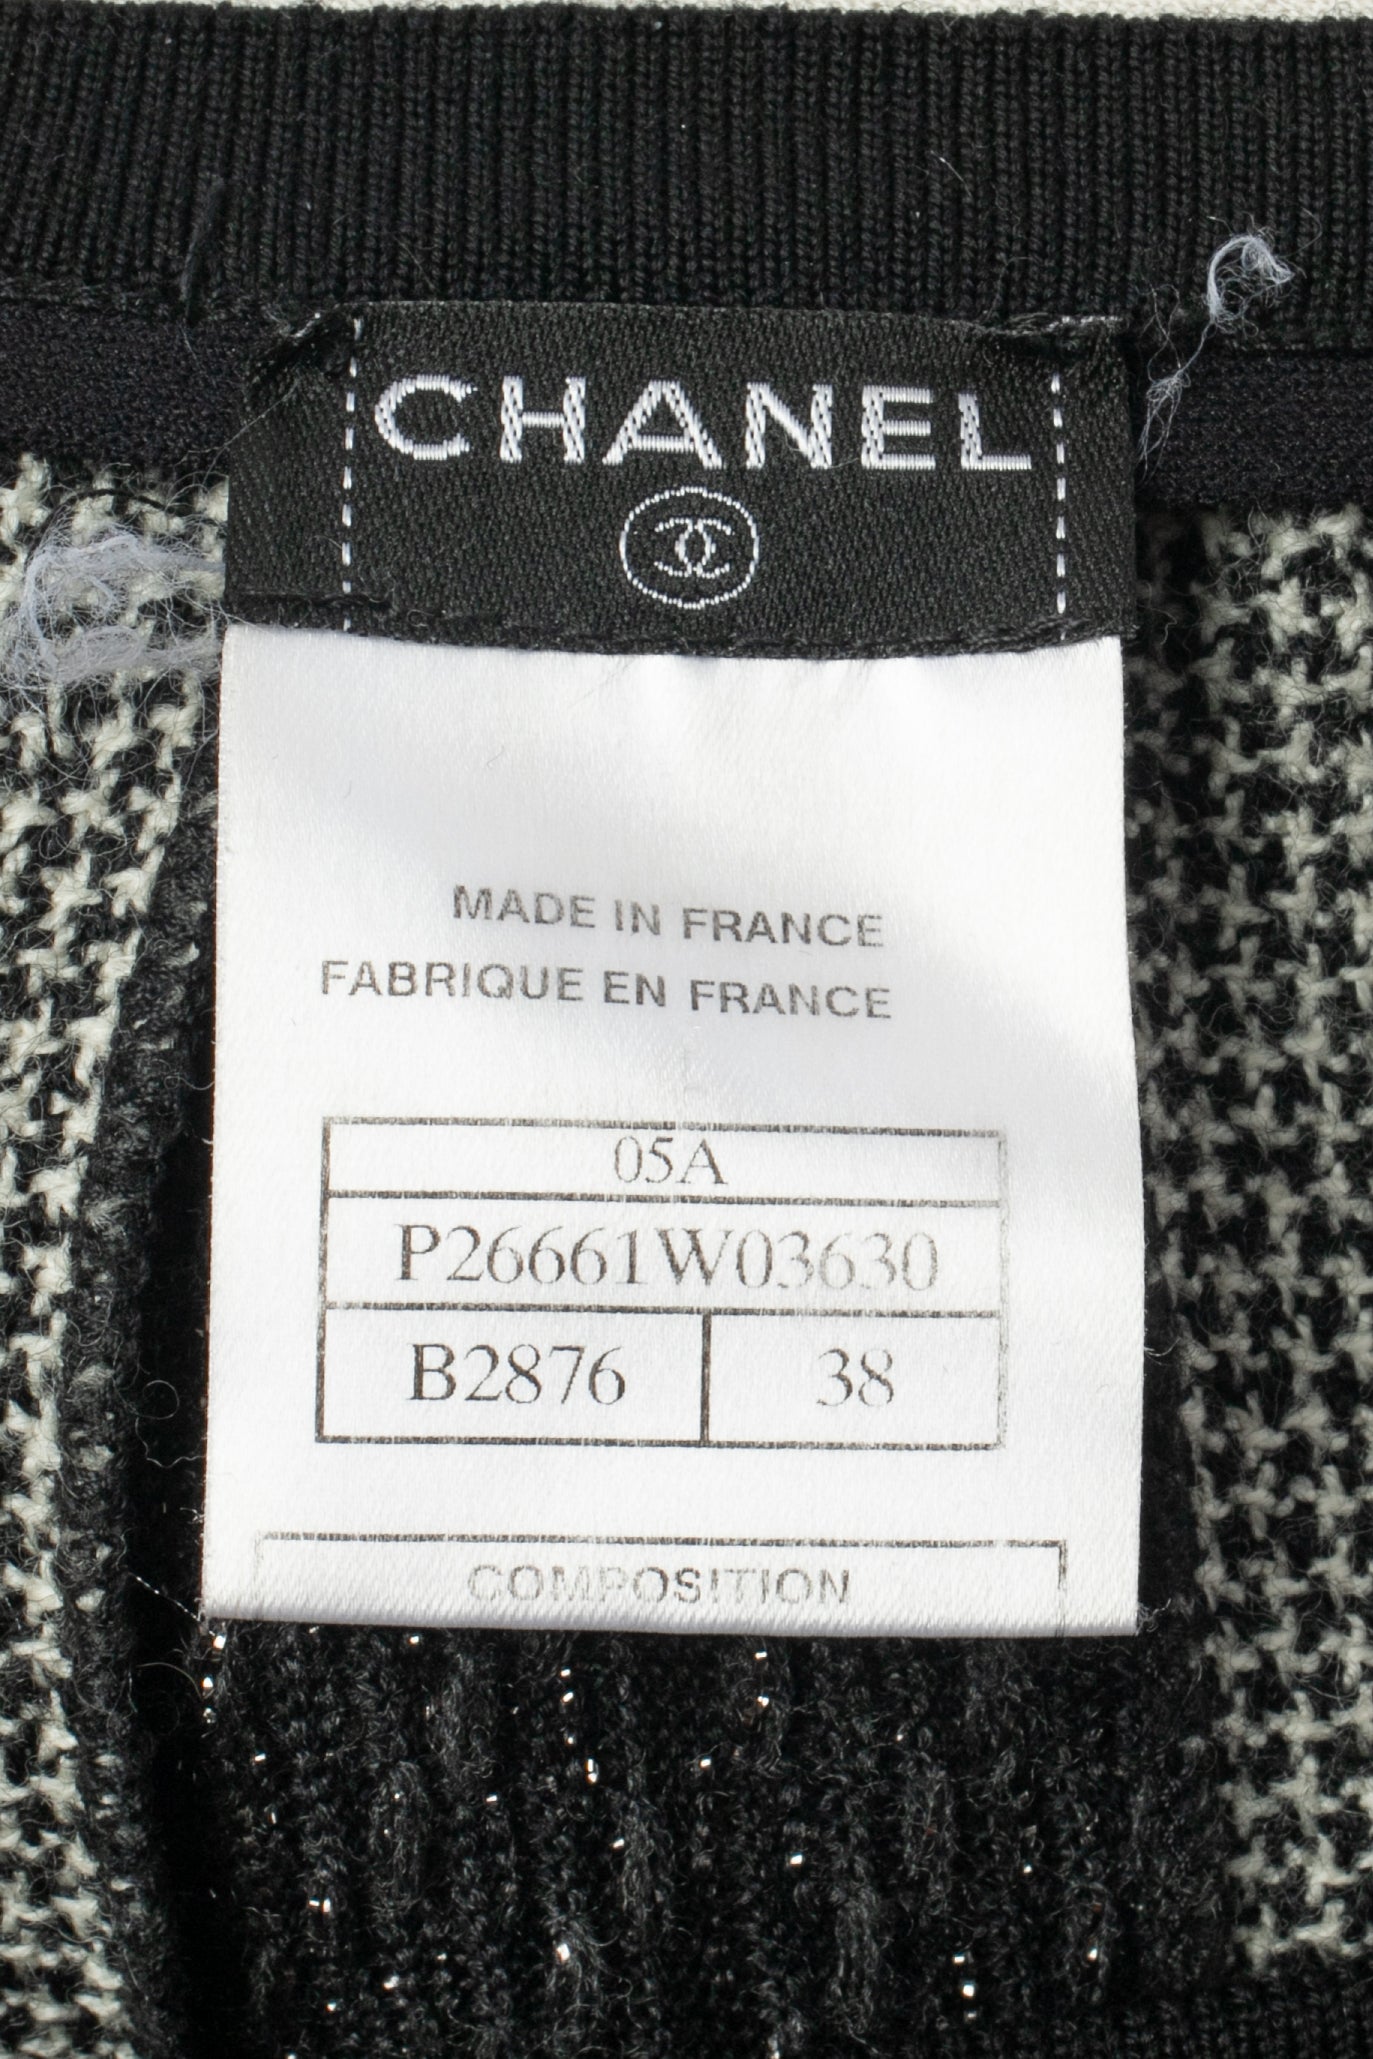 CHANEL
MADE IN FRANCE
FABRIQUE EN FRANCE
05A
P26661W03630
B2876 38
COMPOSITION